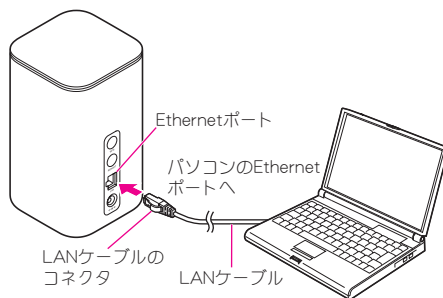 Ethernetポート
パソコンのEthernet
ポートへ
LANケーブルの
コネクタ
LANケーブル